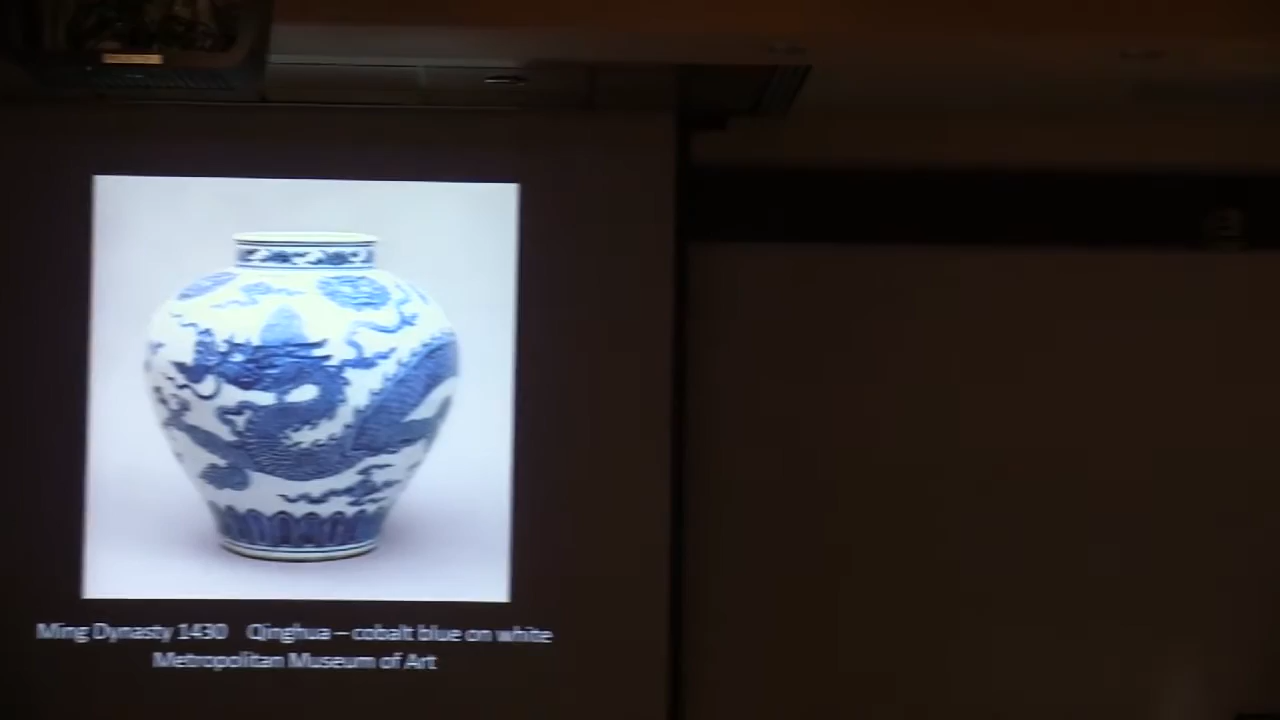 Ming Dynasty 1430 Qinghua – cobalt blue on white
Metropolitan Museum of Art